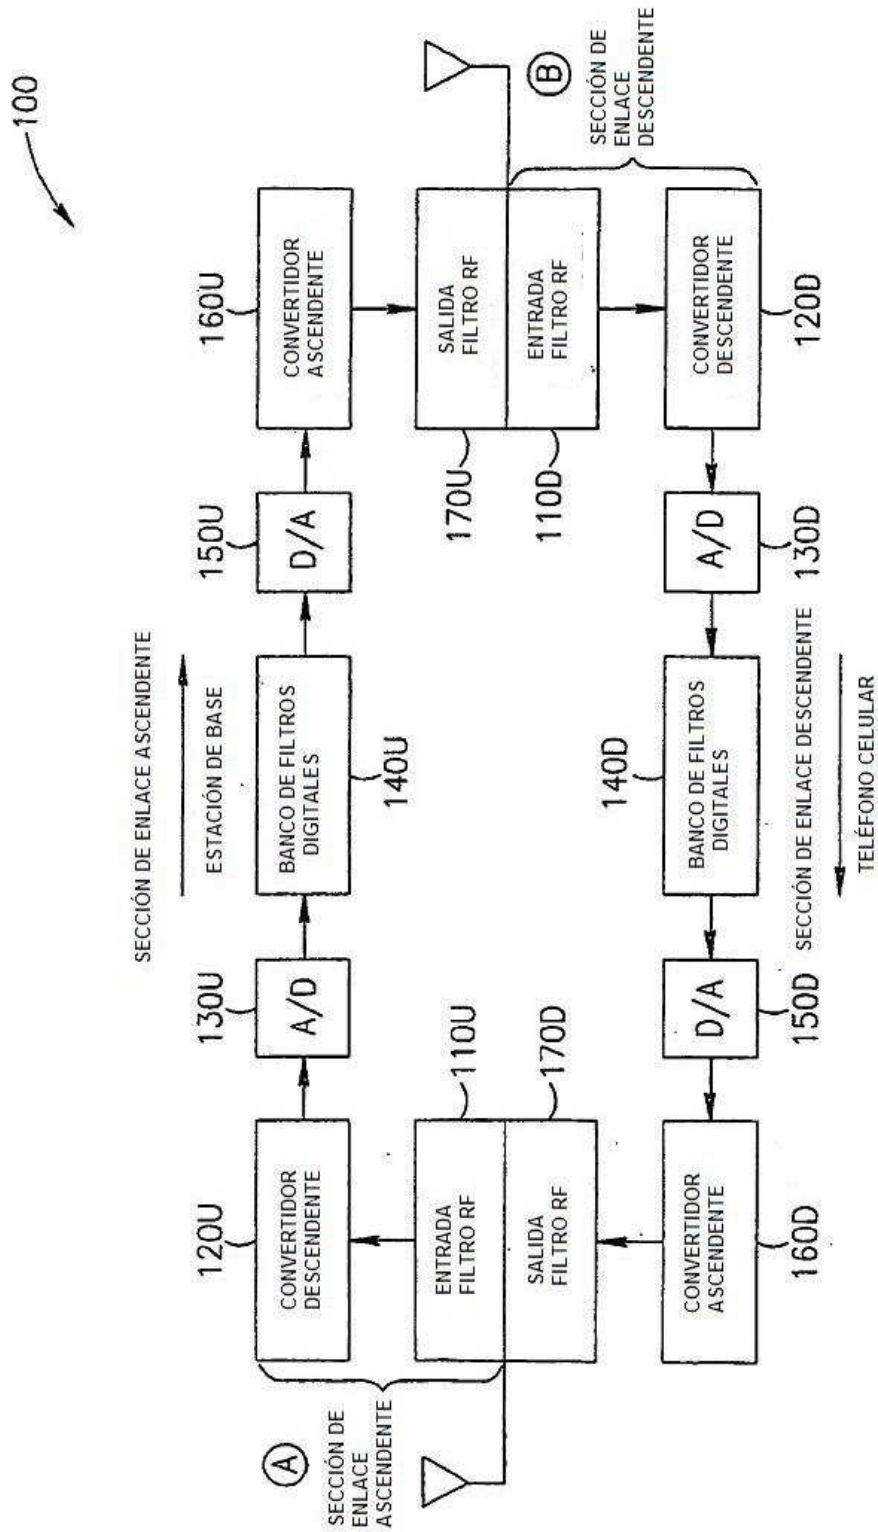 100
SECCIÓN DE ENLACE ASCENDENTE
ESTACIÓN DE BASE
120U
130U
150U
160U
CONVERTIDOR
DESCENDENTE
A/D
BANCO DE FILTROS
DIGITALES
D/A
CONVERTIDOR
ASCENDENTE
140U
A
SECCIÓN DE
ENLACE
ASCENDENTE
ENTRADA
FILTRO RF
110U
SALIDA
FILTRO RF
170D
SALIDA
FILTRO RF
170U
ENTRADA
FILTRO RF
110D
B
SECCIÓN DE
ENLACE
DESCENDENTE
140D
CONVERTIDOR
ASCENDENTE
D/A
BANCO DE FILTROS
DIGITALES
A/D
CONVERTIDOR
DESCENDENTE
160D
150D
130D
120D
SECCIÓN DE ENLACE DESCENDENTE
TELÉFONO CELULAR